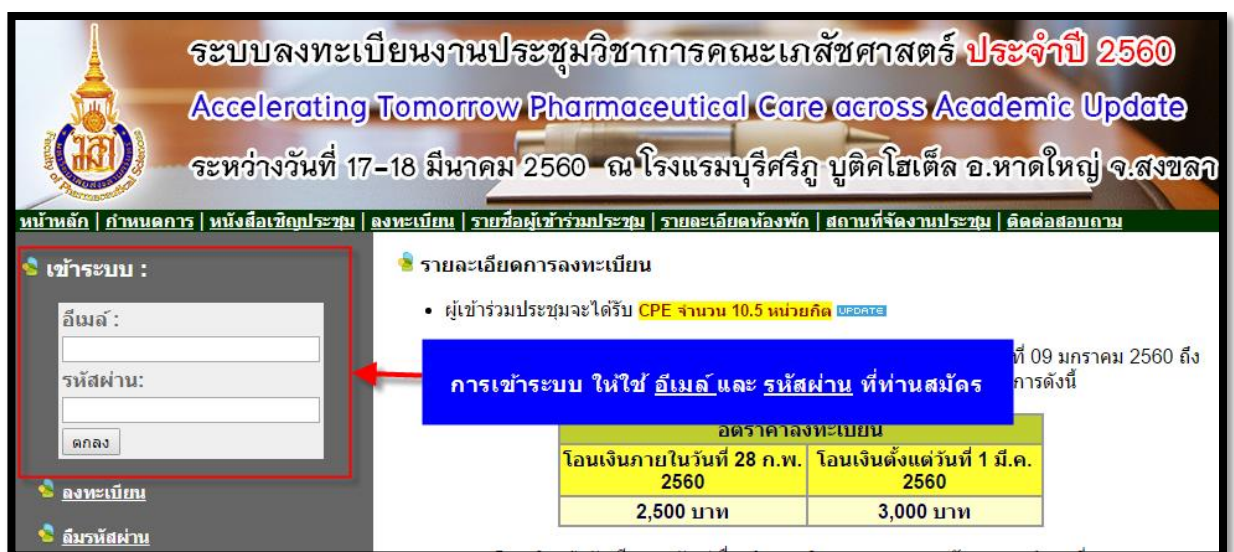 ระบบลงทะเบียนงานประชุมวิชาการคณะเภสัชศาสตร์ ประจำปี 2560
Accelerating Tomorrow Pharmaceutical Care across Academic Update
ระหว่างวันที่ 17-18 มีนาคม 2560 ณ โรงแรมบุรีศรีภู บูติคโฮเต็ล อ.หาดใหญ่ จ.สงขลา
หน้าหลัก | กำหนดการ | หนังสือเชิญประชุม | ลงทะเบียน | รายชื่อผู้เข้าร่วมประชุม | รายละเอียดห้องพัก | สถานที่จัดงานประชุม | ติดต่อสอบถาม
เข้าระบบ :
อีเมล์ :
รหัสผ่าน:
ตกลง
ลงทะเบียน
ลืมรหัสผ่าน
รายละเอียดการลงทะเบียน
• ผู้เข้าร่วมประชุมจะได้รับ CPE จำนวน 10.5 หน่วยกิต UPDATE
ที่ 09 มกราคม 2560 ถึง
การดังนี้
การเข้าระบบ ให้ใช้ อีเมล์ และ รหัสผ่าน ที่ท่านสมัคร
อัตราค่าลงทะเบียน
โอนเงินภายในวันที่ 28 ก.พ. 2560
โอนเงินตั้งแต่วันที่ 1 มี.ค. 2560
2,500 บาท
3,000 บาท